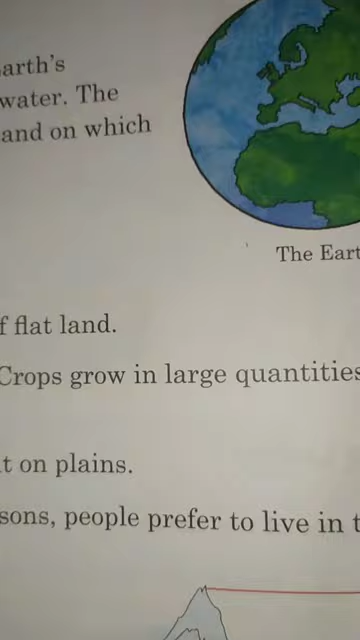 arth's
water. The
and on which
The Eart
f flat land.
Crops grow in large quantities
t on plains.
sons, people prefer to live in t